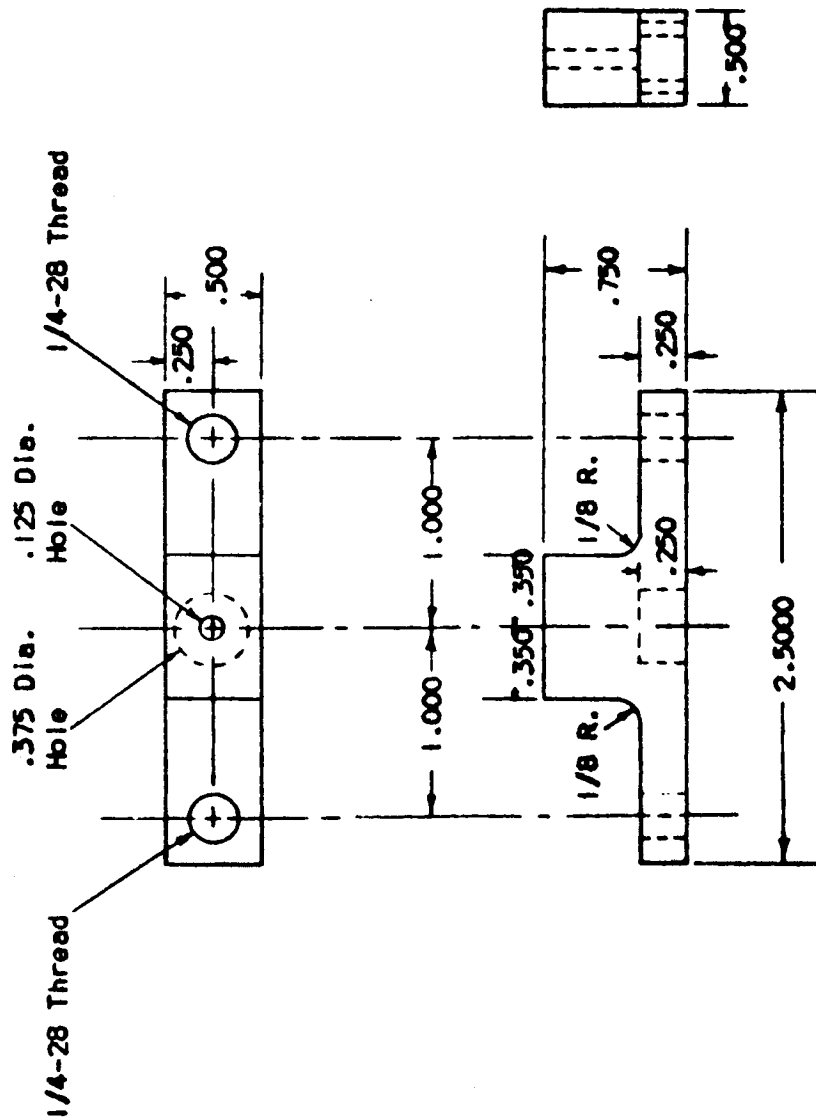 1/4-28 Thread
.375 Dia.
Hole
.125 Dia.
Hole
1/4-28 Thread
.250
.500
1.000
1.000
.350
.350
1/8 R.
1/8 R.
.250
.250
.750
2.5000
.500